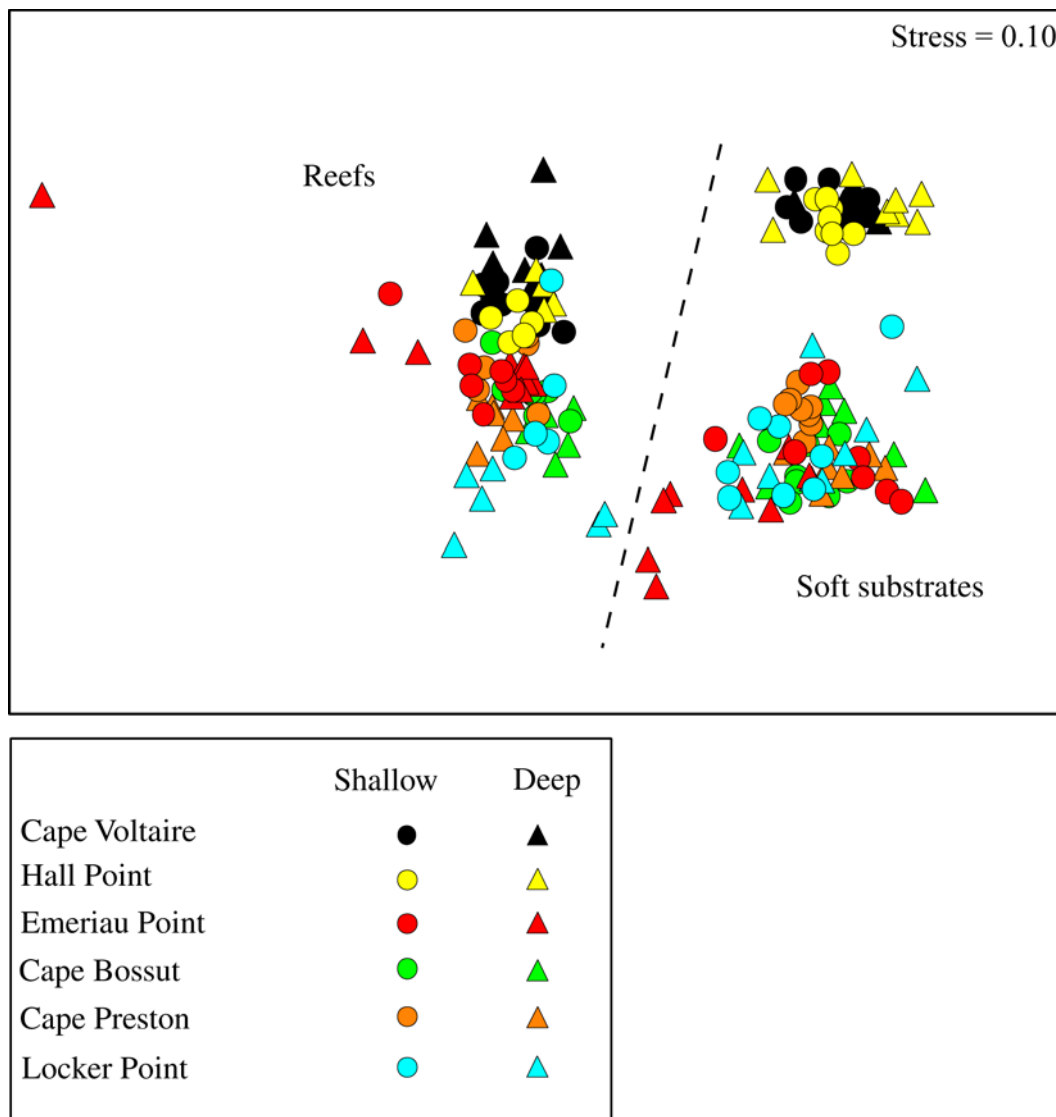 Stress = 0.10
Reefs
Soft substrates
Shallow Deep
Cape Voltaire
Hall Point
Emeriau Point
Cape Bossut
Cape Preston
Locker Point